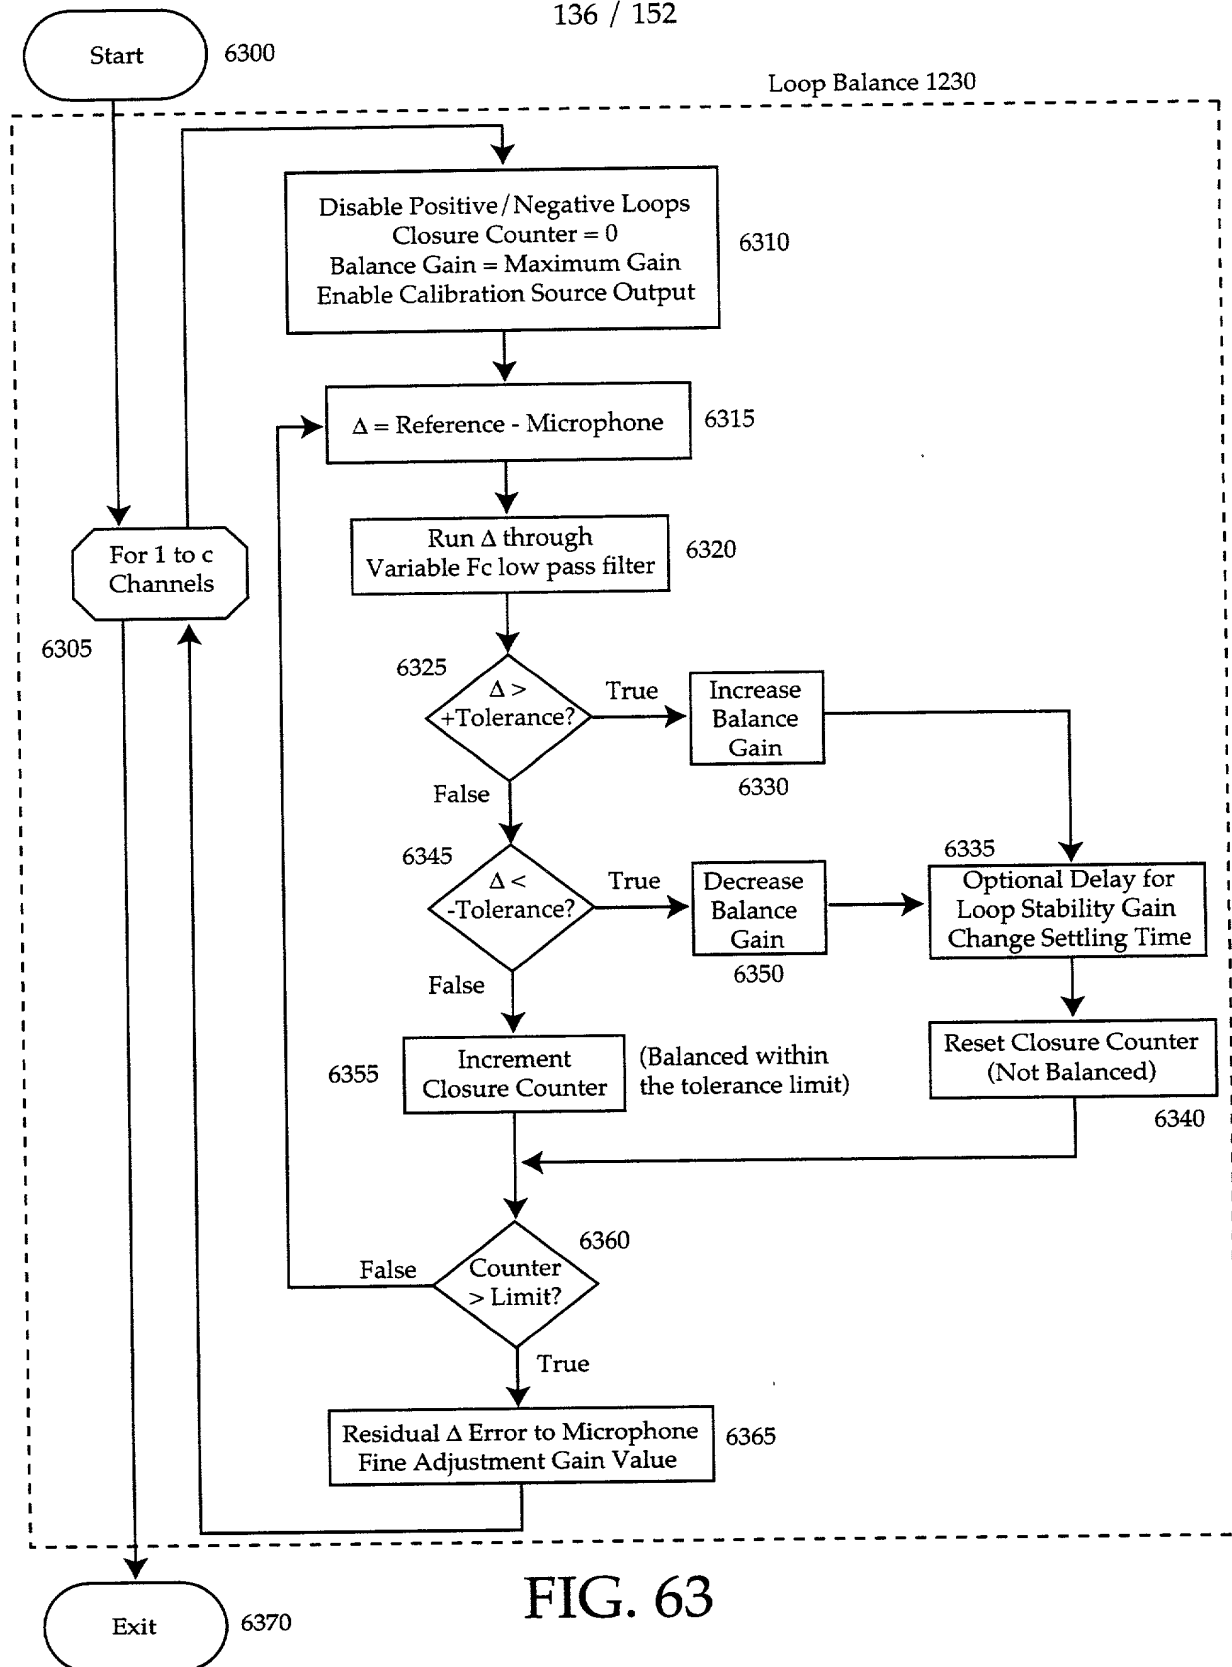 136 / 152
Start
6300
Loop Balance 1230
Disable Positive/Negative Loops
Closure Counter = 0
Balance Gain = Maximum Gain
Enable Calibration Source Output
6310
Δ = Reference - Microphone
6315
For 1 to c
Channels
6305
Run Δ through
Variable Fc low pass filter
6320
6325
Δ >
+Tolerance?
True
Increase
Balance
Gain
6330
False
6345
Δ <
-Tolerance?
True
Decrease
Balance
Gain
6350
6335
Optional Delay for
Loop Stability Gain
Change Settling Time
False
6355
Increment
Closure Counter
(Balanced within
the tolerance limit)
Reset Closure Counter
(Not Balanced)
6340
6360
False
Counter
> Limit?
True
Residual Δ Error to Microphone
Fine Adjustment Gain Value
6365
FIG. 63
Exit
6370